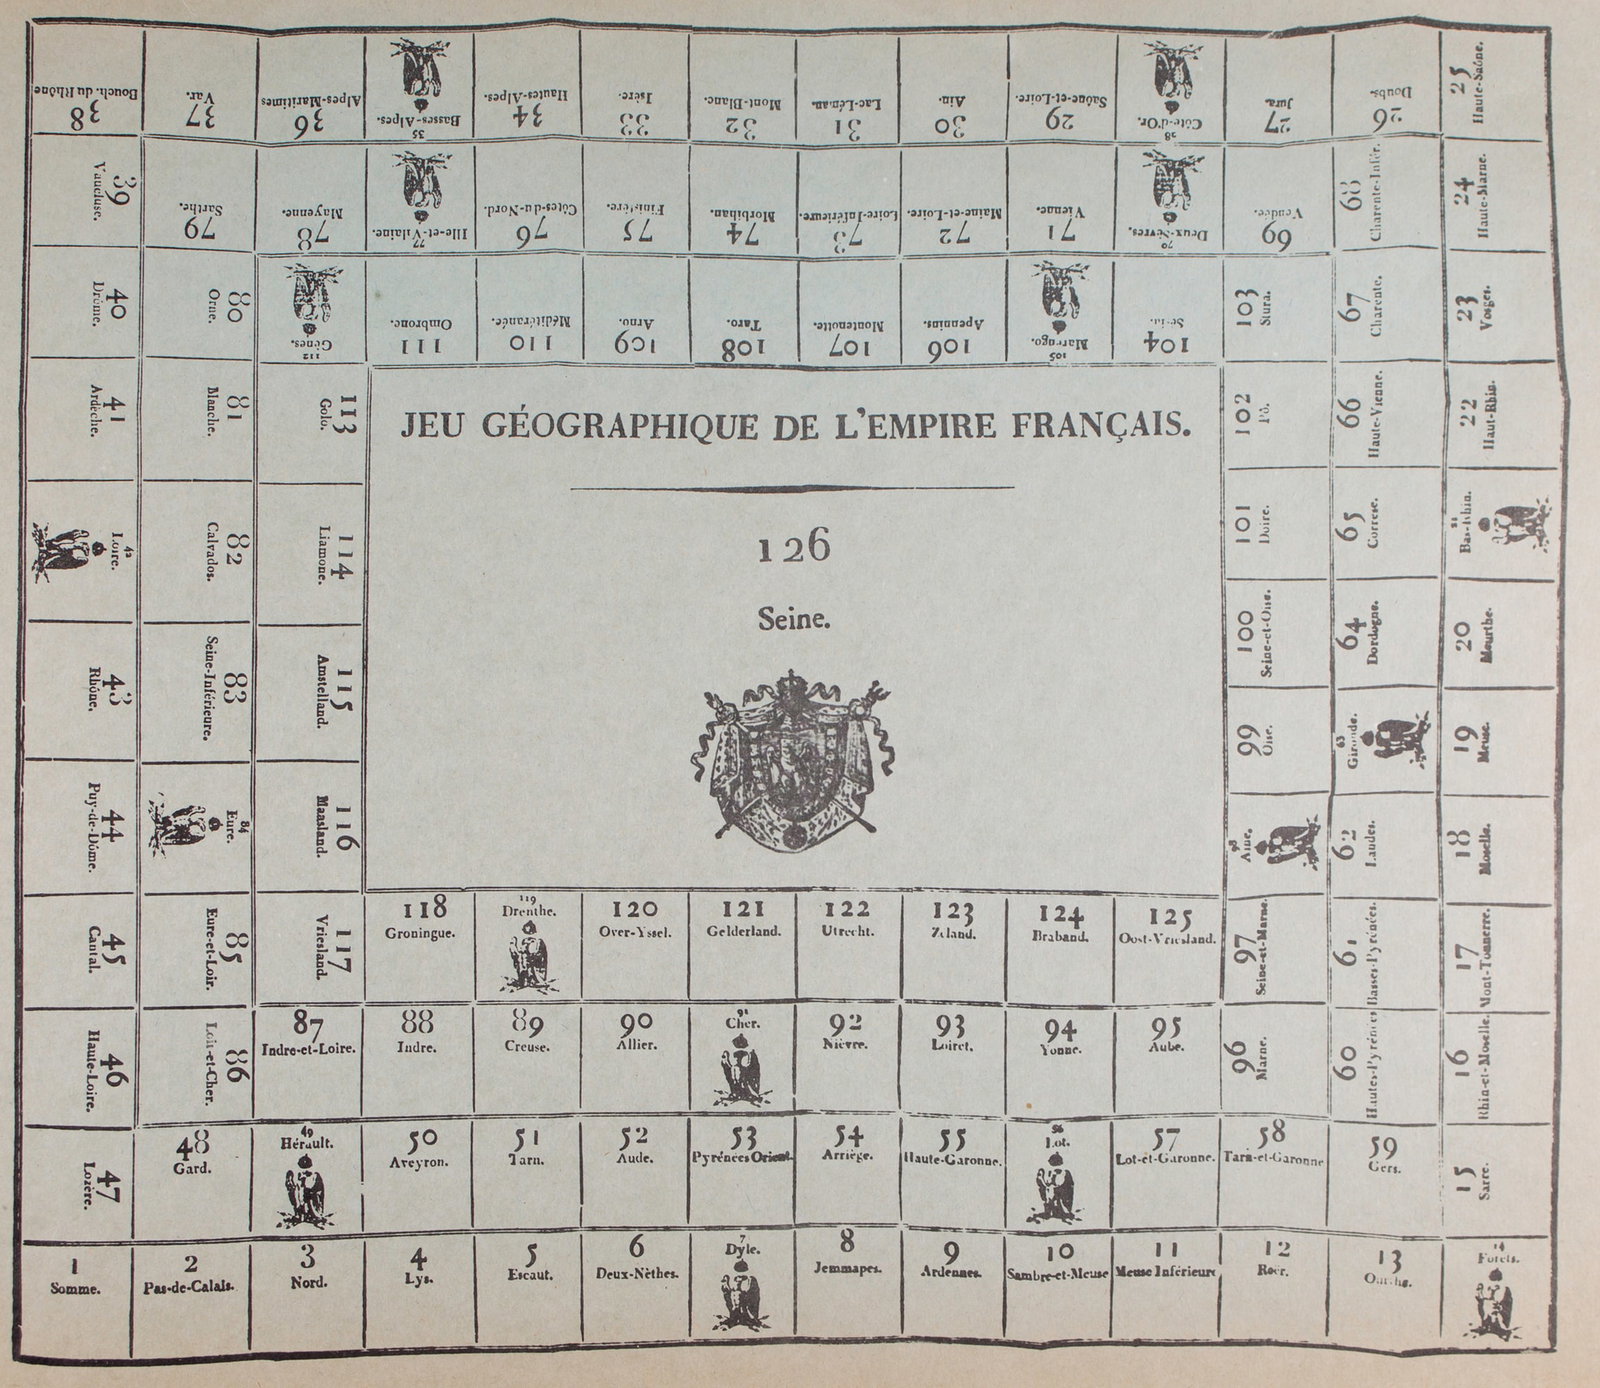 JEU GÉOGRAPHIQUE DE L'EMPIRE FRANÇAIS.
126
Seine.
1
Somme.
2
Pas-de-Calais.
3
Nord.
4
Lys.
5
Escaut.
6
Deux-Nèthes.
7
Dyle.
8
Jemmapes.
9
Ardennes.
10
Sambre-et-Meuse
11
Meuse Inférieure
12
Roër.
13
Ourthe.
14
Forêts.
15
Sarre.
16
Rhin-et-Moselle.
17
Mont-Tonnerre.
18
Moselle.
19
Meuse.
20
Meurthe.
21
Bas-Rhin.
22
Haut-Rhin.
23
Vosges.
24
Haute-Marne.
25
Haute-Saône.
26
Doubs.
27
Jura.
28
Côte-d'Or.
29
Saône-et-Loire.
30
Ain.
31
Lac-Léman.
32
Mont-Blanc.
33
Isère.
34
Hautes-Alpes.
35
Basses-Alpes.
36
Alpes-Maritimes
37
Var.
38
Bouch. du Rhône
39
Vaucluse.
40
Drôme.
41
Ardèche.
42
Loire.
43
Rhône.
44
Puy-de-Dôme.
45
Cantal.
46
Haute-Loire.
47
Lozère.
48
Gard.
49
Hérault.
50
Aveyron.
51
Tarn.
52
Aude.
53
Pyrénées Orient.
54
Arriège.
55
Haute-Garonne.
56
Lot.
57
Lot-et-Garonne.
58
Tarn-et-Garonne
59
Gers.
60
Hautes-Pyrénées
61
Basses-Pyrénées.
62
Landes.
63
Gironde.
64
Dordogne.
65
Correse.
66
Haute-Vienne.
67
Charente.
68
Charente-Infér.
69
Vendée.
70
Deux-Sèvres.
71
Vienne.
72
Maine-et-Loire.
73
Loire-Inférieure.
74
Morbihan.
75
Finistère.
76
Côtes-du-Nord.
77
Ille-et-Vilaine.
78
Mayenne.
79
Sarthe.
80
Orne.
81
Blanche.
82
Calvados.
83
Seine-Inférieure.
84
Eure.
85
Eure-et-Loir.
86
Loir-et-Cher.
87
Indre-et-Loire.
88
Indre.
89
Creuse.
90
Allier.
91
Cher.
92
Nièvre.
93
Loiret.
94
Yonne.
95
Aube.
96
Marne.
97
Seine-et-Marne.
98
Aine.
99
Oise.
100
Seine-et-Oise.
101
Doire.
102
Pô.
103
Stura.
104
Sesia.
105
Marengo.
106
Apennins.
107
Montenotte.
108
Taro.
109
Arno.
110
Méditéranée.
111
Ombrone.
112
Gènes.
113
Golo.
114
Liamone.
115
Amstelland.
116
Maasland.
117
Vriesland.
118
Groningue.
119
Drenthe.
120
Over-Yssel.
121
Gelderland.
122
Utrecht.
123
Zéland.
124
Braband.
125
Oost-Vriesland.